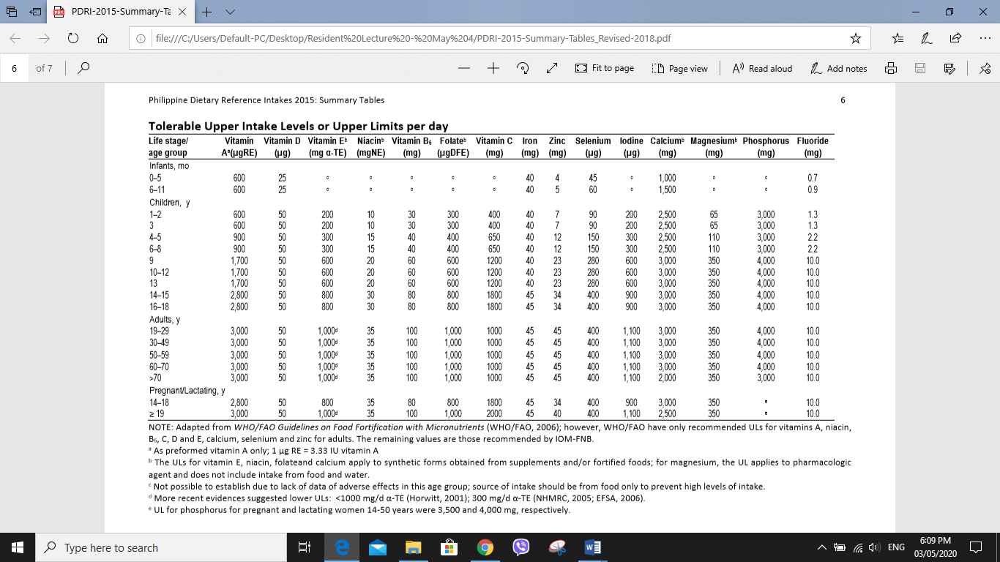 PDRI-2015-Summary-Ta
file:///C:/Users/Default-PC/Desktop/Resident%20Lecture%20-%20May%204/PDRI-2015-Summary-Tables_Revised-2018.pdf
6 of 7 Fit to page Page view Read aloud Add notes
Philippine Dietary Reference Intakes 2015: Summary Tables 6
Tolerable Upper Intake Levels or Upper Limits per day
Life stage/ Vitamin Vitamin D Vitamin Eᵇ Niacinᵇ Vitamin B₆ Folateᵇ Vitamin C Iron Zinc Selenium Iodine Calciumᵇ Magnesiumᵇ Phosphorus Fluoride
age group Aᵃ(µgRE) (µg) (mg α-TE) (mgNE) (mg) (µgDFE) (mg) (mg) (mg) (µg) (µg) (mg) (mg) (mg) (mg)
Infants, mo
0–5 600 25 ᶜ ᶜ ᶜ ᶜ ᶜ 40 4 45 ᶜ 1,000 ᶜ ᶜ 0.7
6–11 600 25 ᶜ ᶜ ᶜ ᶜ ᶜ 40 5 60 ᶜ 1,500 ᶜ ᶜ 0.9
Children, y
1–2 600 50 200 10 30 300 400 40 7 90 200 2,500 65 3,000 1.3
3 600 50 200 10 30 300 400 40 7 90 200 2,500 65 3,000 1.3
4–5 900 50 300 15 40 400 650 40 12 150 300 2,500 110 3,000 2.2
6–8 900 50 300 15 40 400 650 40 12 150 300 2,500 110 3,000 2.2
9 1,700 50 600 20 60 600 1200 40 23 280 600 3,000 350 4,000 10.0
10–12 1,700 50 600 20 60 600 1200 40 23 280 600 3,000 350 4,000 10.0
13 1,700 50 600 20 60 600 1200 40 23 280 600 3,000 350 4,000 10.0
14–15 2,800 50 800 30 80 800 1800 45 34 400 900 3,000 350 4,000 10.0
16–18 2,800 50 800 30 80 800 1800 45 34 400 900 3,000 350 4,000 10.0
Adults, y
19–29 3,000 50 1,000ᵈ 35 100 1,000 1000 45 45 400 1,100 3,000 350 4,000 10.0
30–49 3,000 50 1,000ᵈ 35 100 1,000 1000 45 45 400 1,100 3,000 350 4,000 10.0
50–59 3,000 50 1,000ᵈ 35 100 1,000 1000 45 45 400 1,100 3,000 350 4,000 10.0
60–70 3,000 50 1,000ᵈ 35 100 1,000 1000 45 45 400 1,100 3,000 350 4,000 10.0
>70 3,000 50 1,000ᵈ 35 100 1,000 1000 45 45 400 1,100 2,000 350 3,000 10.0
Pregnant/Lactating, y
14–18 2,800 50 800 35 80 800 1800 45 34 400 900 3,000 350 ᵉ 10.0
≥ 19 3,000 50 1,000ᵈ 35 100 1,000 2000 45 40 400 1,100 2,500 350 ᵉ 10.0
NOTE: Adapted from WHO/FAO Guidelines on Food Fortification with Micronutrients (WHO/FAO, 2006); however, WHO/FAO have only recommended ULs for vitamins A, niacin,
B₆, C, D and E, calcium, selenium and zinc for adults. The remaining values are those recommended by IOM-FNB.
ᵃ As preformed vitamin A only; 1 µg RE = 3.33 IU vitamin A
ᵇ The ULs for vitamin E, niacin, folateand calcium apply to synthetic forms obtained from supplements and/or fortified foods; for magnesium, the UL applies to pharmacologic
agent and does not include intake from food and water.
ᶜ Not possible to establish due to lack of data of adverse effects in this age group; source of intake should be from food only to prevent high levels of intake.
ᵈ More recent evidences suggested lower ULs: <1000 mg/d α-TE (Horwitt, 2001); 300 mg/d α-TE (NHMRC, 2005; EFSA, 2006).
ᵉ UL for phosphorus for pregnant and lactating women 14-50 years were 3,500 and 4,000 mg, respectively.
Type here to search
ENG
6:09 PM
03/05/2020